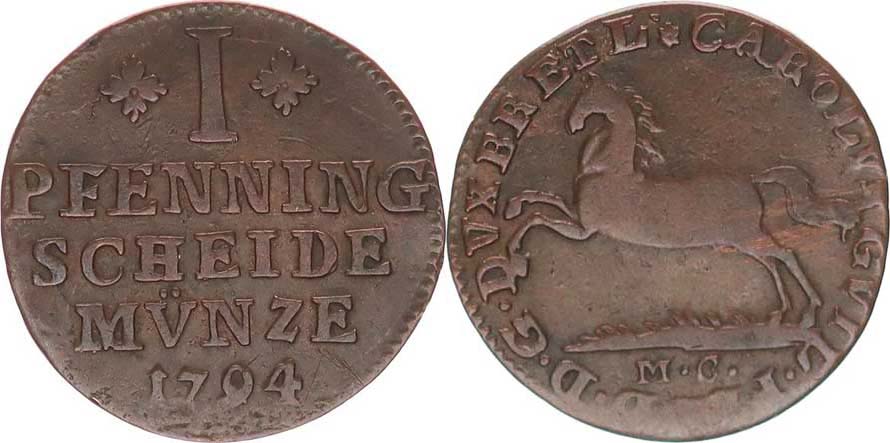 I
PFENNING
SCHEIDE
MÜNZE
1794
CAROL·V·GVIL· D·G·DVX BR·ET L·
M·C·